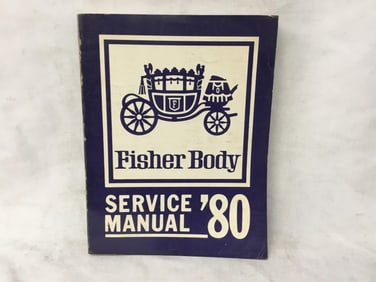 F
Fisher Body
SERVICE
MANUAL '80